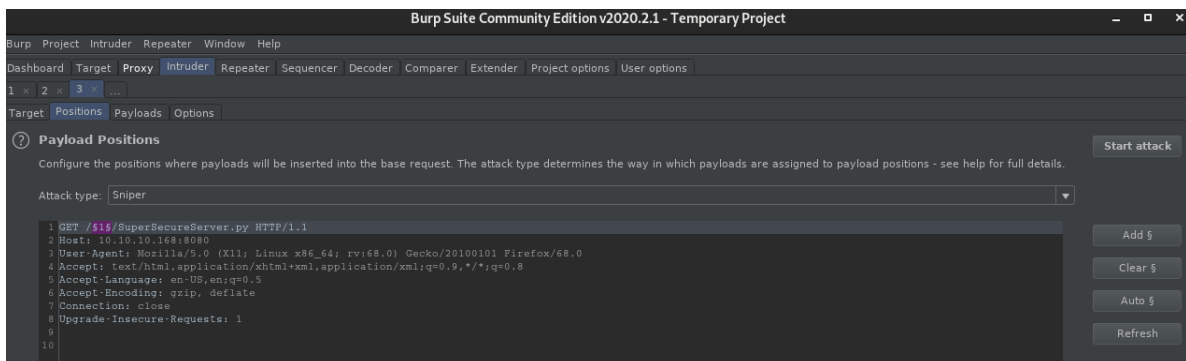 Burp Suite Community Edition v2020.2.1 - Temporary Project
Burp Project Intruder Repeater Window Help
Dashboard Target Proxy Intruder Repeater Sequencer Decoder Comparer Extender Project options User options
1 × 2 × 3 × ...
Target Positions Payloads Options
? Payload Positions
Start attack
Configure the positions where payloads will be inserted into the base request. The attack type determines the way in which payloads are assigned to payload positions - see help for full details.
Attack type: Sniper
1 GET /§1§/SuperSecureServer.py HTTP/1.1
2 Host: 10.10.10.168:8080
3 User-Agent: Mozilla/5.0 (X11; Linux x86_64; rv:68.0) Gecko/20100101 Firefox/68.0
4 Accept: text/html,application/xhtml+xml,application/xml;q=0.9,*/*;q=0.8
5 Accept-Language: en-US,en;q=0.5
6 Accept-Encoding: gzip, deflate
7 Connection: close
8 Upgrade-Insecure-Requests: 1
9
10
Add §
Clear §
Auto §
Refresh